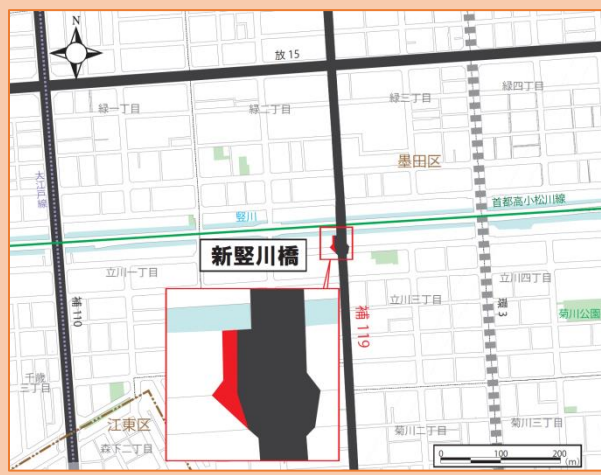 N
放15
緑一丁目
緑二丁目
緑三丁目
緑四丁目
墨田区
大江戸線
竪川
首都高小松川線
新竪川橋
立川一丁目
立川三丁目
立川四丁目
補110
補119
環3
菊川公園
千歳
三丁目
江東区
森下二丁目
菊川二丁目
菊川三丁目
0 100 200
(m)